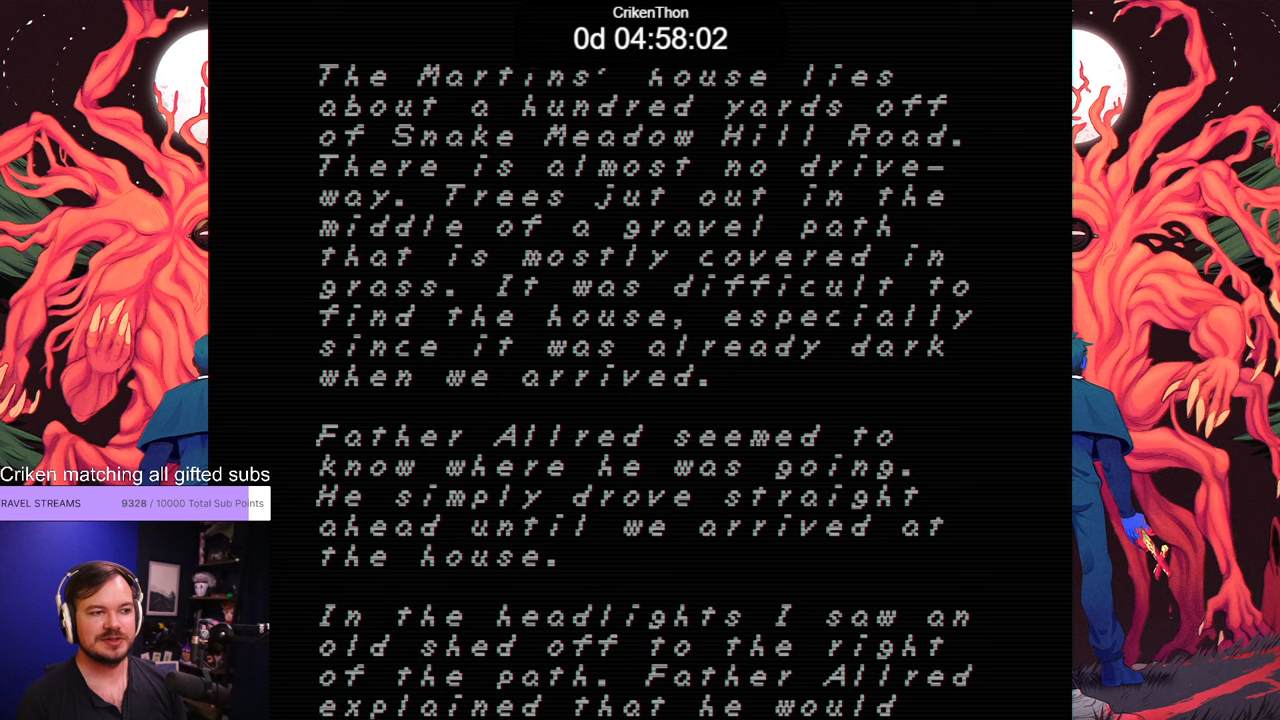 CrikenThon
0d 04:58:02
The Martins' house lies
about a hundred yards off
of Snake Meadow Hill Road.
There is almost no drive-
way. Trees jut out in the
middle of a gravel path
that is mostly covered in
grass. It was difficult to
find the house, especially
since it was already dark
when we arrived.
Father Allred seemed to
know where he was going.
He simply drove straight
ahead until we arrived at
the house.
In the headlights I saw an
old shed off to the right
of the path. Father Allred
explained that he would
Criken matching all gifted subs
RAVEL STREAMS 9328 / 10000 Total Sub Points